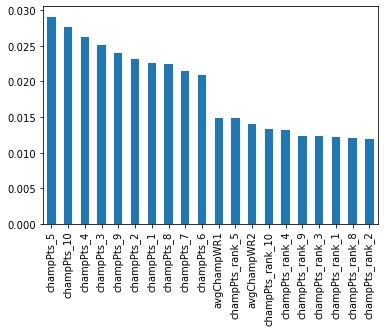 0.030
0.025
0.020
0.015
0.010
0.005
0.000
champPts_5
champPts_10
champPts_4
champPts_3
champPts_9
champPts_2
champPts_1
champPts_8
champPts_7
champPts_6
avgChampWR1
champPts_rank_5
avgChampWR2
champPts_rank_10
champPts_rank_4
champPts_rank_9
champPts_rank_3
champPts_rank_1
champPts_rank_8
champPts_rank_2